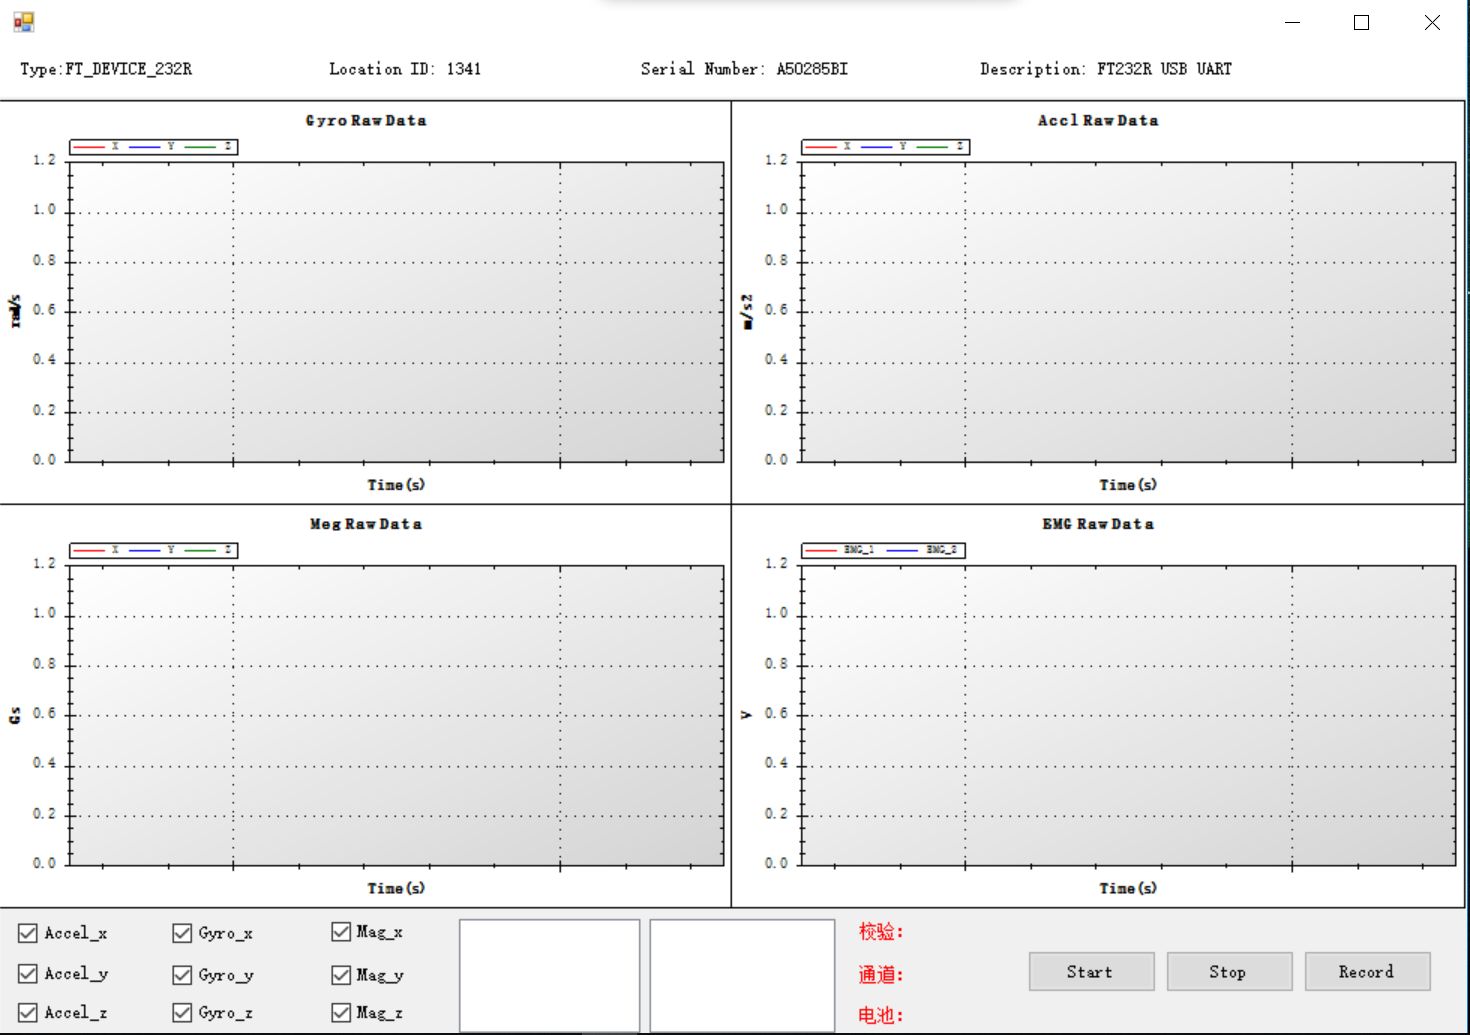 Type:FT_DEVICE_232R Location ID: 1341 Serial Number: A50285BI Description: FT232R USB UART
Gyro Raw Data
X Y Z
1.2
1.0
0.8
0.6
0.4
0.2
0.0
rad/s
Time(s)
Accl Raw Data
X Y Z
1.2
1.0
0.8
0.6
0.4
0.2
0.0
m/s2
Time(s)
Meg Raw Data
X Y Z
1.2
1.0
0.8
0.6
0.4
0.2
0.0
Gs
Time(s)
EMG Raw Data
EMG_1 EMG_2
1.2
1.0
0.8
0.6
0.4
0.2
0.0
V
Time(s)
Accel_x Gyro_x Mag_x
Accel_y Gyro_y Mag_y
Accel_z Gyro_z Mag_z
校验:
通道:
电池:
Start Stop Record